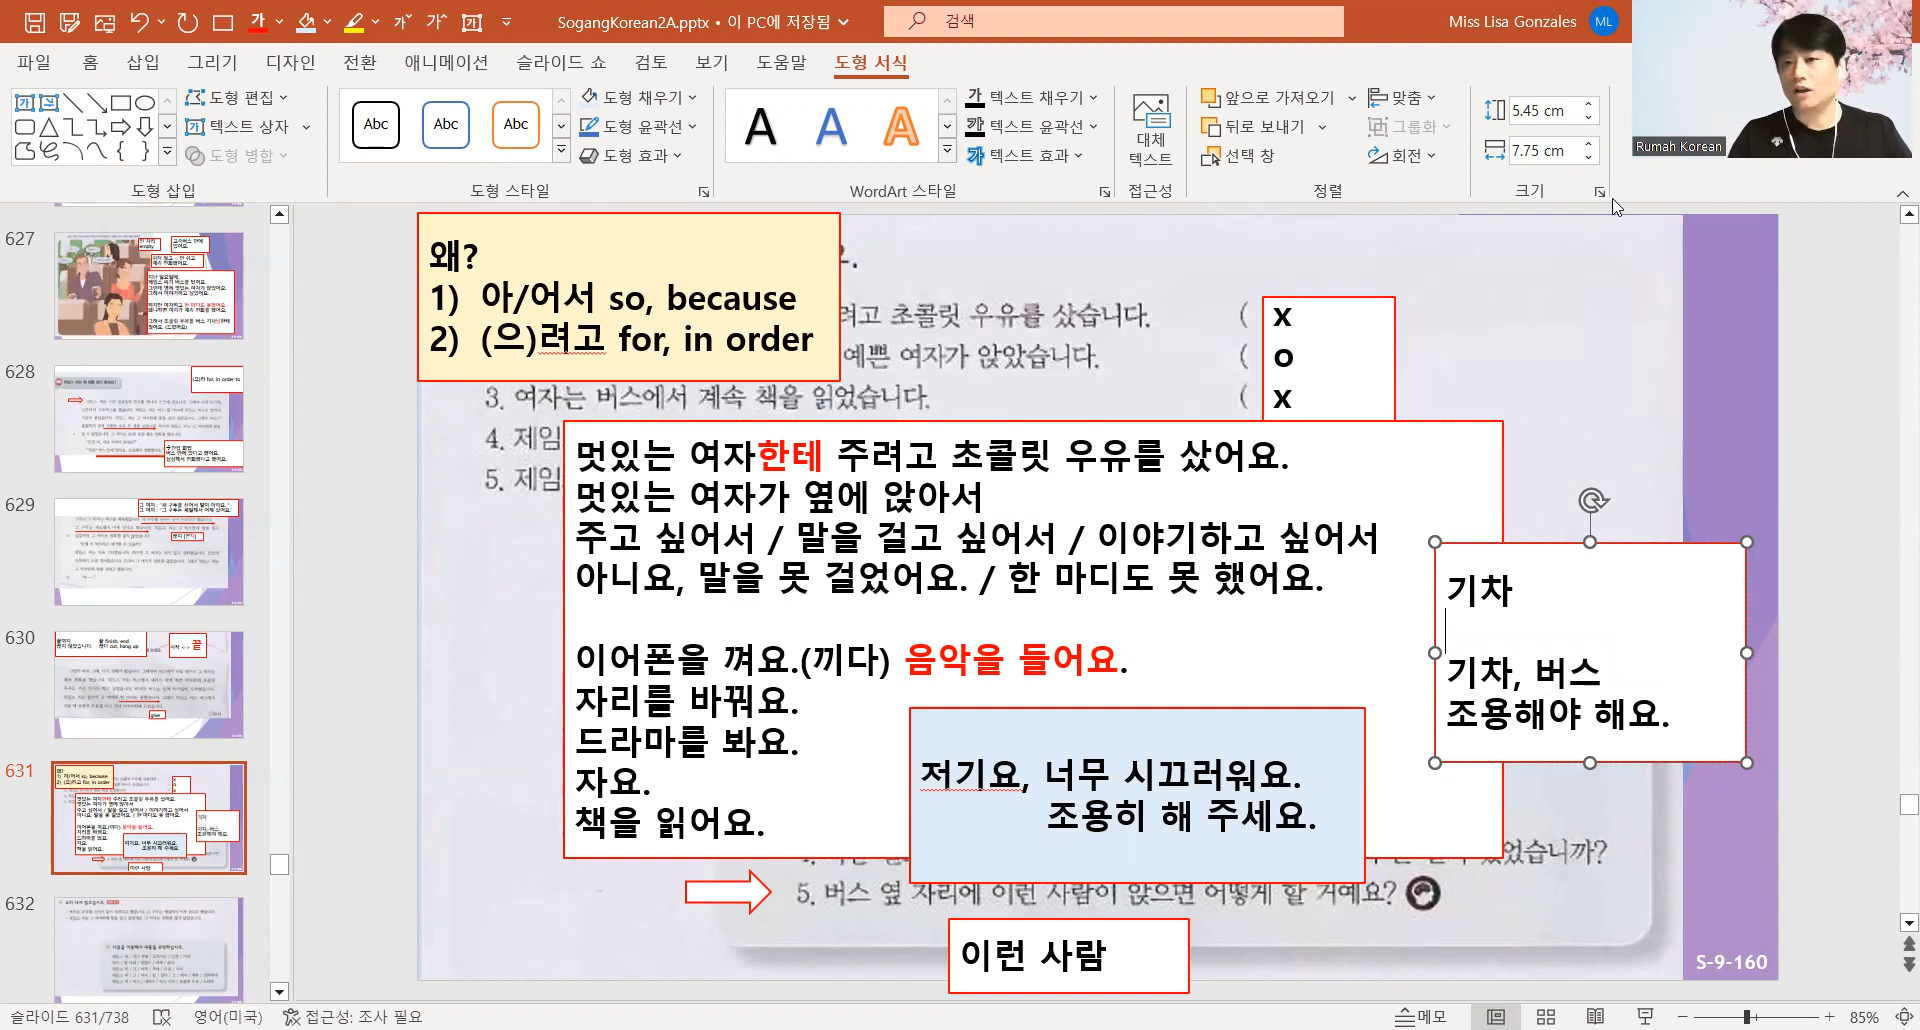 SogangKorean2A.pptx • 이 PC에 저장됨
검색
Miss Lisa Gonzales
ML
파일 홈 삽입 그리기 디자인 전환 애니메이션 슬라이드 쇼 검토 보기 도움말 도형 서식
도형 편집
텍스트 상자
도형 병합
도형 삽입
Abc Abc Abc
도형 채우기
도형 윤곽선
도형 효과
도형 스타일
A A A
텍스트 채우기
텍스트 윤곽선
텍스트 효과
WordArt 스타일
대체
텍스트
접근성
앞으로 가져오기
뒤로 보내기
선택 창
맞춤
그룹화
회전
정렬
5.45 cm
7.75 cm
크기
Rumah Korean
627
628
629
630
631
632
왜?
1) 아/어서 so, because
2) (으)려고 for, in order
려고 초콜릿 우유를 샀습니다. (
예쁜 여자가 앉았습니다. (
3. 여자는 버스에서 계속 책을 읽었습니다. (
4. 제임
5. 제임
x
o
x
멋있는 여자한테 주려고 초콜릿 우유를 샀어요.
멋있는 여자가 옆에 앉아서
주고 싶어서 / 말을 걸고 싶어서 / 이야기하고 싶어서
아니요, 말을 못 걸었어요. / 한 마디도 못 했어요.
이어폰을 껴요.(끼다) 음악을 들어요.
자리를 바꿔요.
드라마를 봐요.
자요.
책을 읽어요.
저기요, 너무 시끄러워요.
조용히 해 주세요.
기차
기차, 버스
조용해야 해요.
었습니까?
5. 버스 옆 자리에 이런 사람이 앉으면 어떻게 할 거예요?
이런 사람
S-9-160
슬라이드 631/738
영어(미국)
접근성: 조사 필요
메모
85%